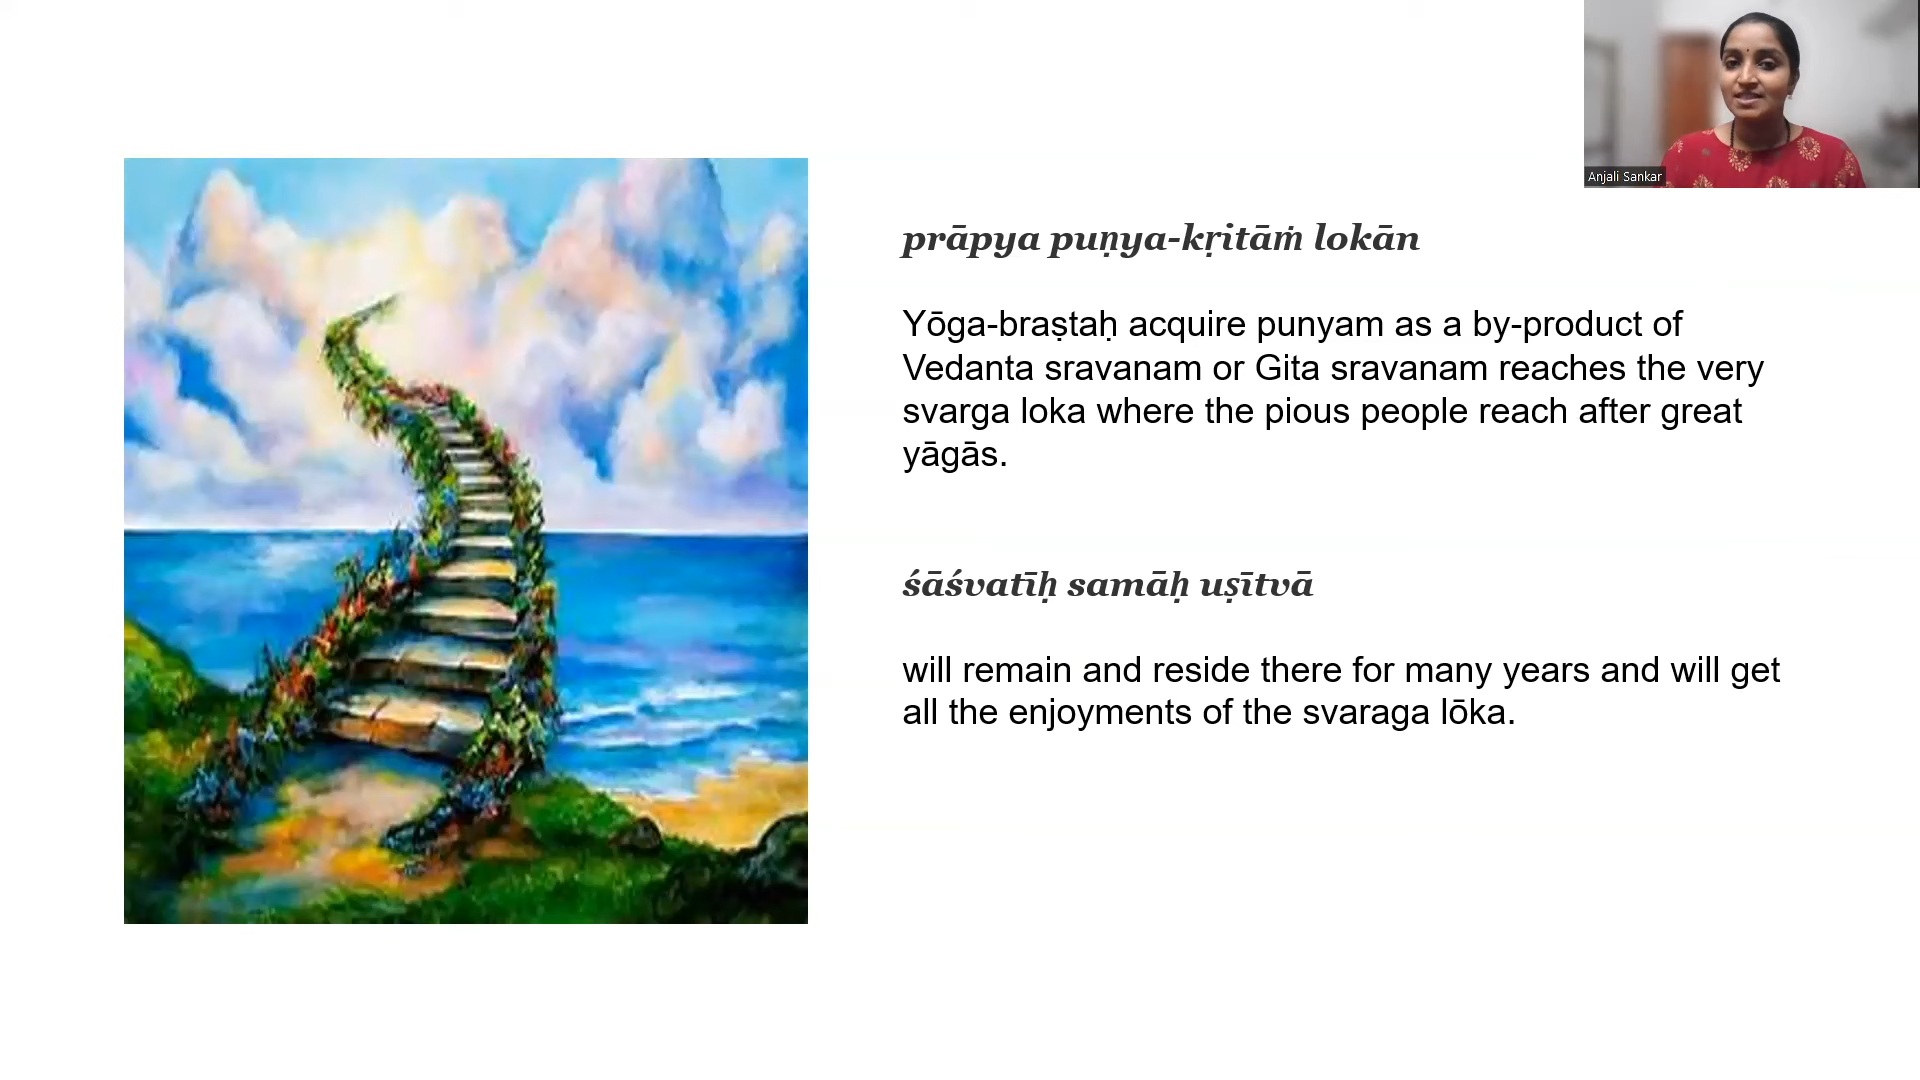 Anjali Sankar
prāpya puṇya-kṛitāṁ lokān
Yōga-braṣtaḥ acquire punyam as a by-product of
Vedanta sravanam or Gita sravanam reaches the very
svarga loka where the pious people reach after great
yāgās.
śāśvatīḥ samāḥ uṣītvā
will remain and reside there for many years and will get
all the enjoyments of the svaraga lōka.